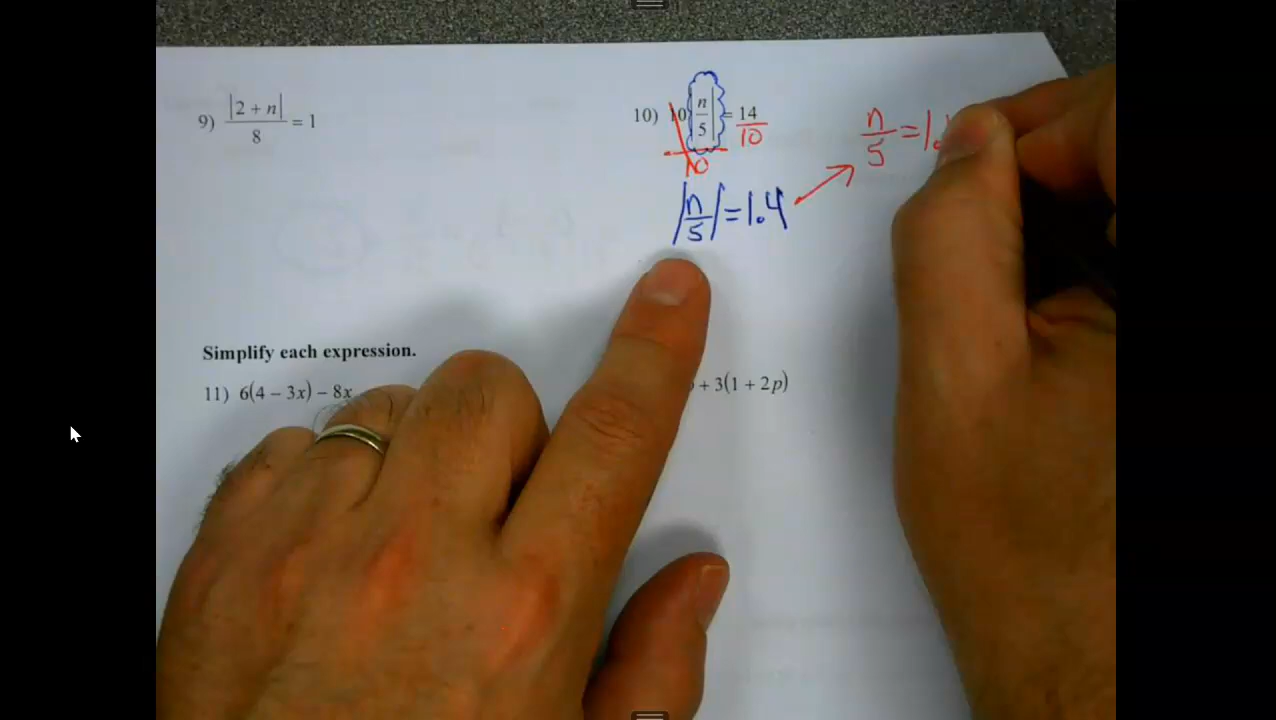 9) |2 + n| / 8 = 1
10) 10 |n/5| = 14
10
10
|n/5| = 1.4
n/5 = 1.
Simplify each expression.
11) 6(4 − 3x) − 8x
+ 3(1 + 2p)